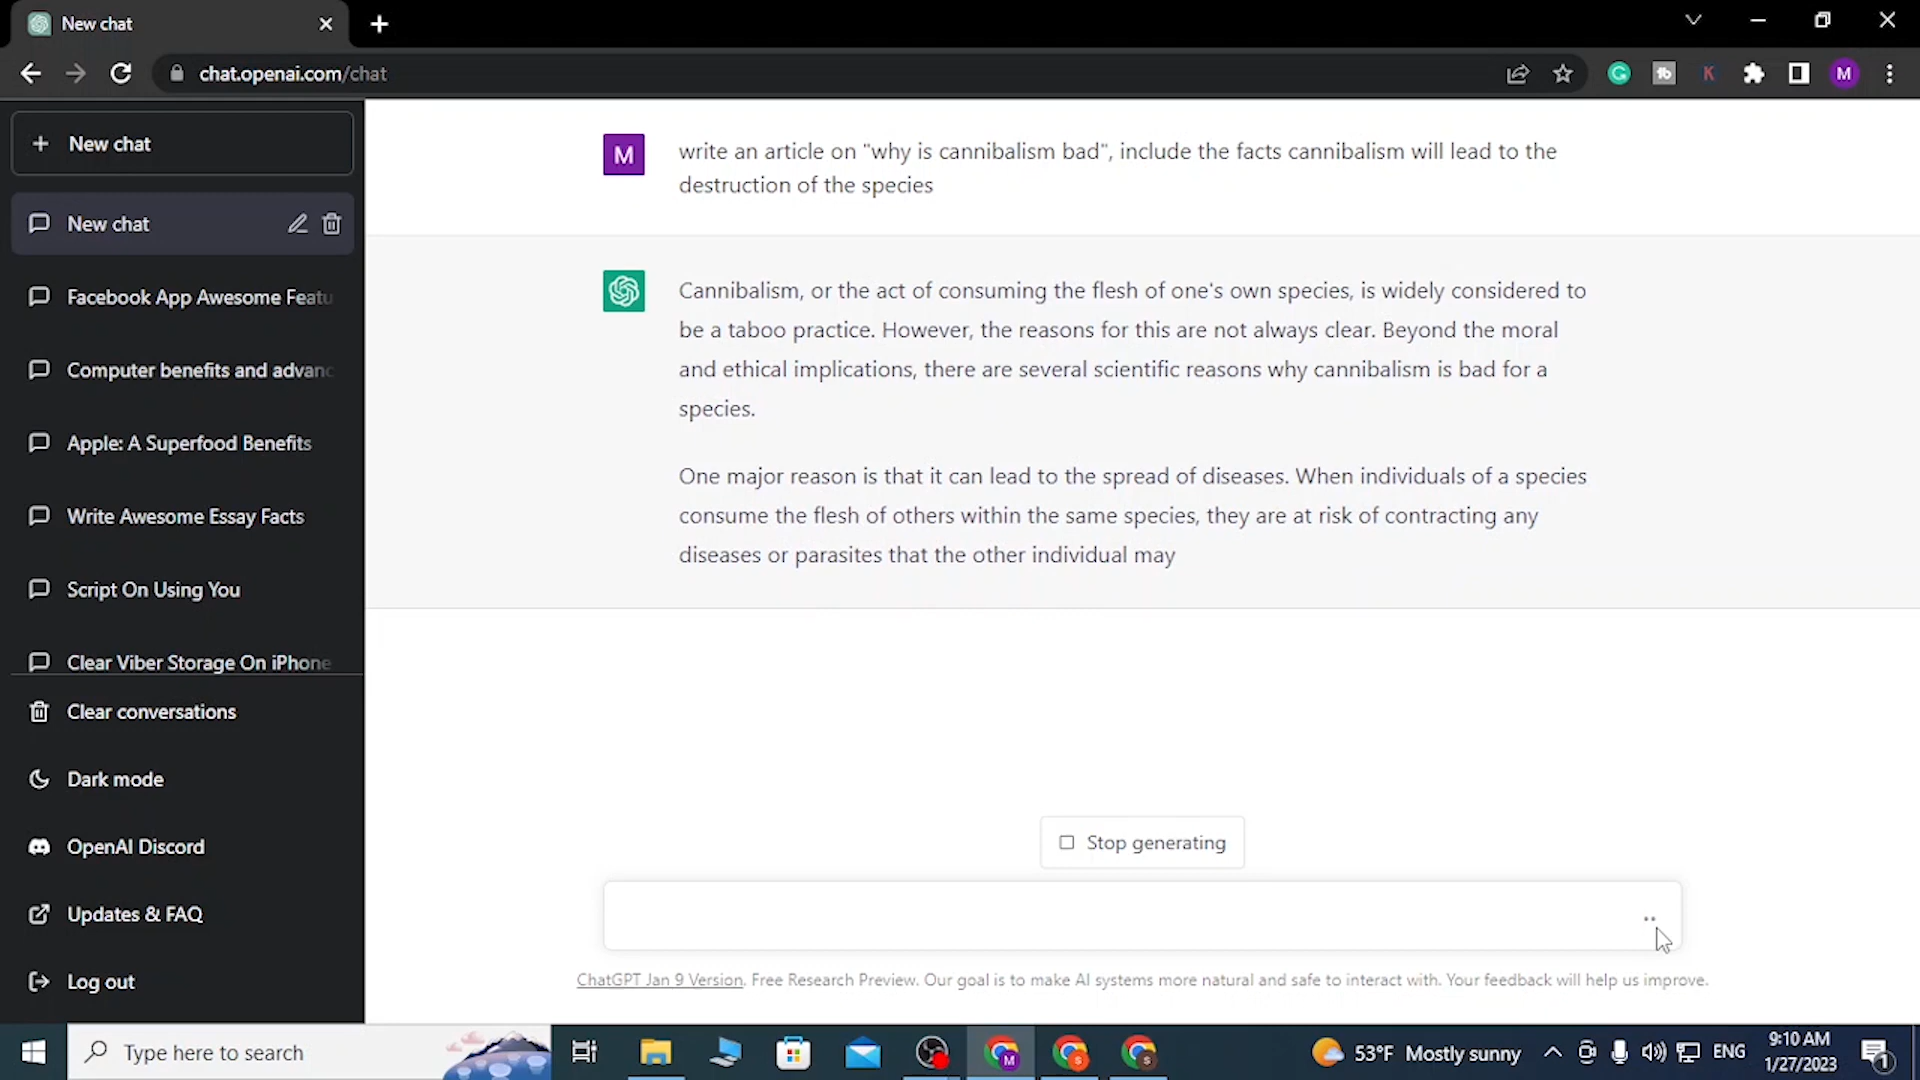 New chat
chat.openai.com/chat
M
New chat
New chat
Facebook App Awesome Featu
Computer benefits and advanc
Apple: A Superfood Benefits
Write Awesome Essay Facts
Script On Using You
Clear Viber Storage On iPhone
Clear conversations
Dark mode
OpenAI Discord
Updates & FAQ
Log out
M
write an article on "why is cannibalism bad", include the facts cannibalism will lead to the
destruction of the species
Cannibalism, or the act of consuming the flesh of one's own species, is widely considered to
be a taboo practice. However, the reasons for this are not always clear. Beyond the moral
and ethical implications, there are several scientific reasons why cannibalism is bad for a
species.
One major reason is that it can lead to the spread of diseases. When individuals of a species
consume the flesh of others within the same species, they are at risk of contracting any
diseases or parasites that the other individual may
Stop generating
ChatGPT Jan 9 Version. Free Research Preview. Our goal is to make AI systems more natural and safe to interact with. Your feedback will help us improve.
Type here to search
53°F Mostly sunny
ENG
9:10 AM
1/27/2023
1